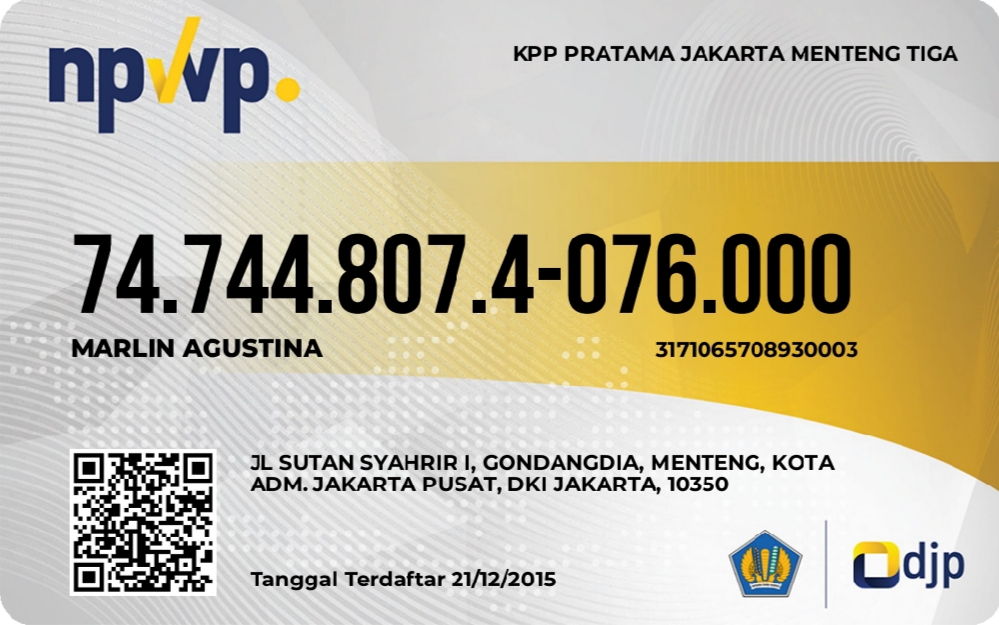 npwp.
KPP PRATAMA JAKARTA MENTENG TIGA
74.744.807.4-076.000
MARLIN AGUSTINA
3171065708930003
JL SUTAN SYAHRIR I, GONDANGDIA, MENTENG, KOTA
ADM. JAKARTA PUSAT, DKI JAKARTA, 10350
Tanggal Terdaftar 21/12/2015
djp